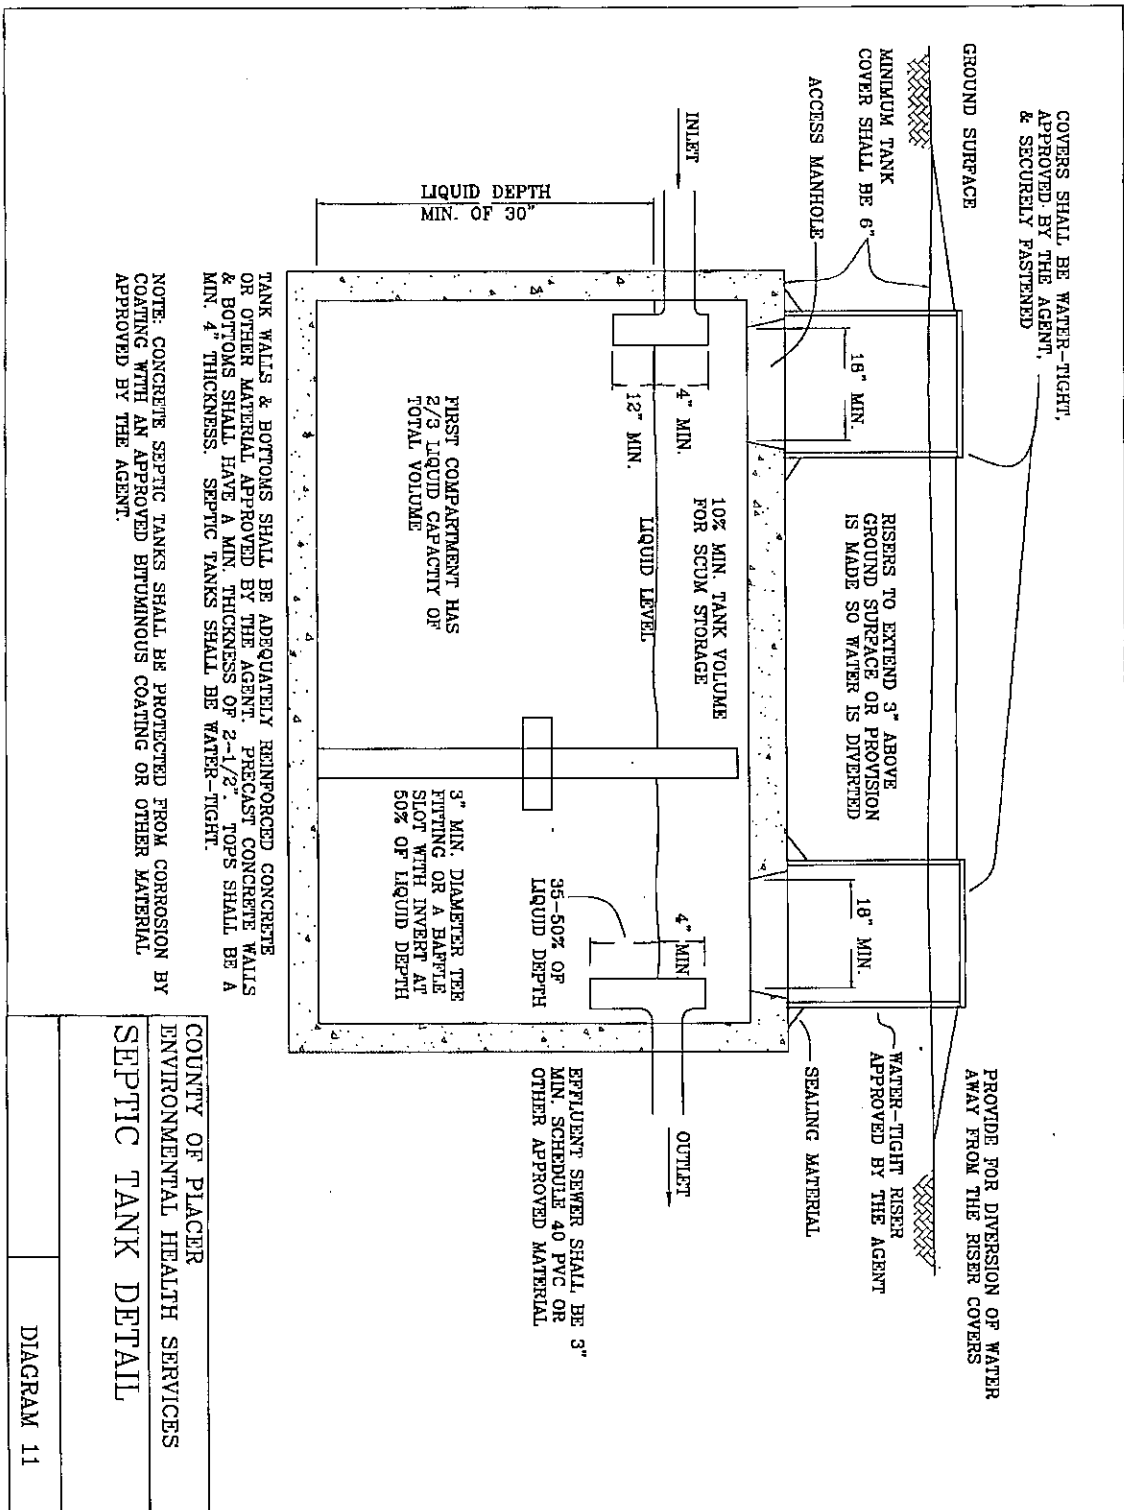 COVERS SHALL BE WATER-TIGHT,
APPROVED BY THE AGENT,
& SECURELY FASTENED
GROUND SURFACE
MINIMUM TANK
COVER SHALL BE 6"
ACCESS MANHOLE
INLET
LIQUID DEPTH
MIN. OF 30"
18" MIN.
4" MIN.
12" MIN.
RISERS TO EXTEND 3" ABOVE
GROUND SURFACE OR PROVISION
IS MADE SO WATER IS DIVERTED
10% MIN. TANK VOLUME
FOR SCUM STORAGE
LIQUID LEVEL
FIRST COMPARTMENT HAS
2/3 LIQUID CAPACTIY OF
TOTAL VOLUME
18" MIN.
4" MIN
35-50% OF
LIQUID DEPTH
3" MIN. DIAMETER TEE
FITTING OR A BAFFLE
SLOT WITH INVERT AT
50% OF LIQUID DEPTH
PROVIDE FOR DIVERSION OF WATER
AWAY FROM THE RISER COVERS
WATER-TIGHT RISER
APPROVED BY THE AGENT
SEALING MATERIAL
OUTLET
EFFLUENT SEWER SHALL BE 3"
MIN. SCHEDULE 40 PVC OR
OTHER APPROVED MATERIAL
TANK WALLS & BOTTOMS SHALL BE ADEQUATELY REINFORCED CONCRETE
OR OTHER MATERIAL APPROVED BY THE AGENT. PRECAST CONCRETE WALLS
& BOTTOMS SHALL HAVE A MIN. THICKNESS OF 2-1/2". TOPS SHALL BE A
MIN. 4" THICKNESS. SEPTIC TANKS SHALL BE WATER-TIGHT.
NOTE: CONCRETE SEPTIC TANKS SHALL BE PROTECTED FROM CORROSION BY
COATING WITH AN APPROVED BITUMINOUS COATING OR OTHER MATERIAL
APPROVED BY THE AGENT.
COUNTY OF PLACER
ENVIRONMENTAL HEALTH SERVICES
SEPTIC TANK DETAIL
DIAGRAM 11